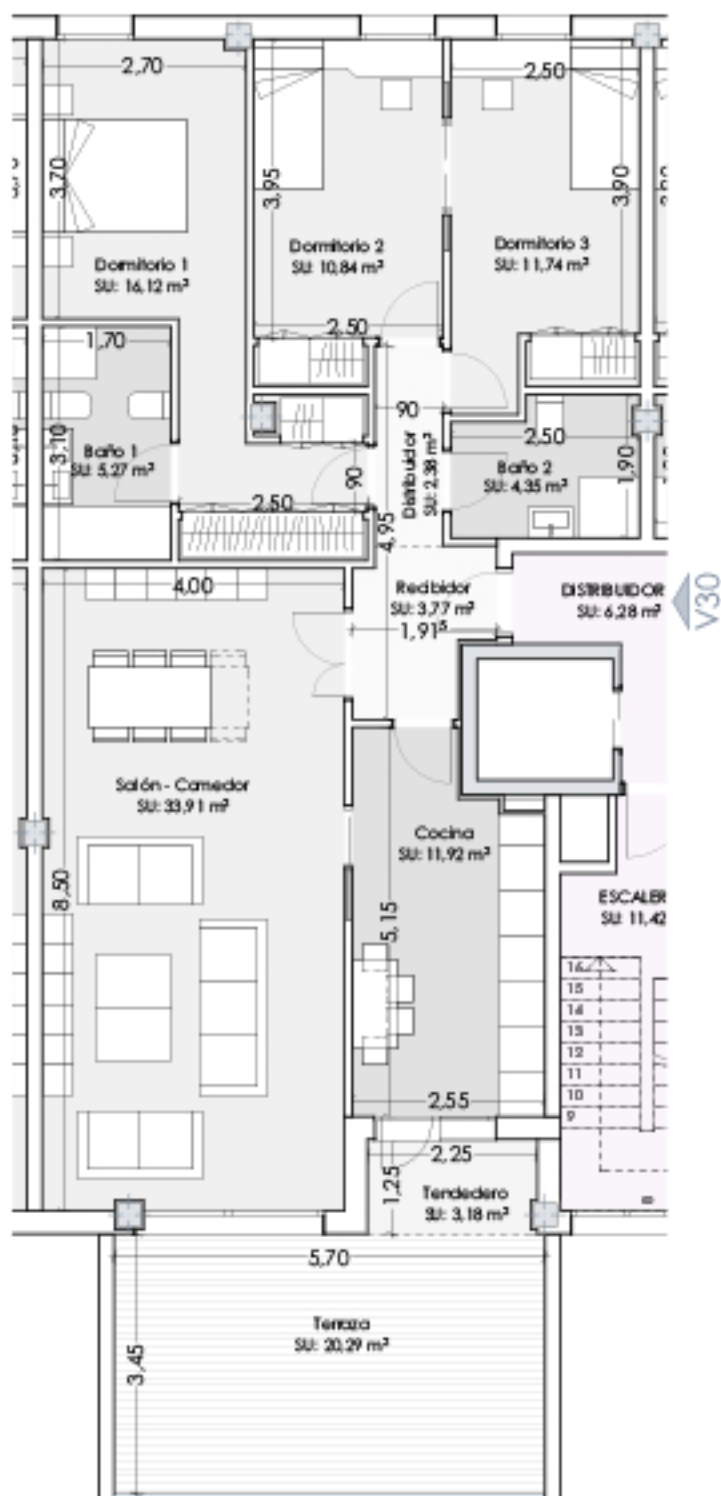 2,70
2,50
3,70
3,95
3,90
Dormitorio 1
SU: 16,12 m²
Dormitorio 2
SU: 10,84 m²
Dormitorio 3
SU: 11,74 m²
1,70
2,50
90
3,10
Baño 1
SU: 5,27 m²
2,50
90
4,95
Distribuidor
SU: 2,38 m²
2,50
1,90
Baño 2
SU: 4,35 m²
4,00
Recibidor
SU: 3,77 m²
1,91⁵
DISTRIBUIDOR
SU: 6,28 m²
V30
Salón - Comedor
SU: 33,91 m²
8,50
Cocina
SU: 11,92 m²
5,15
2,55
ESCALER
SU: 11,42
16
15
14
13
12
11
10
9
2,25
1,25
Tendedero
SU: 3,18 m²
5,70
Terraza
SU: 20,29 m²
3,45